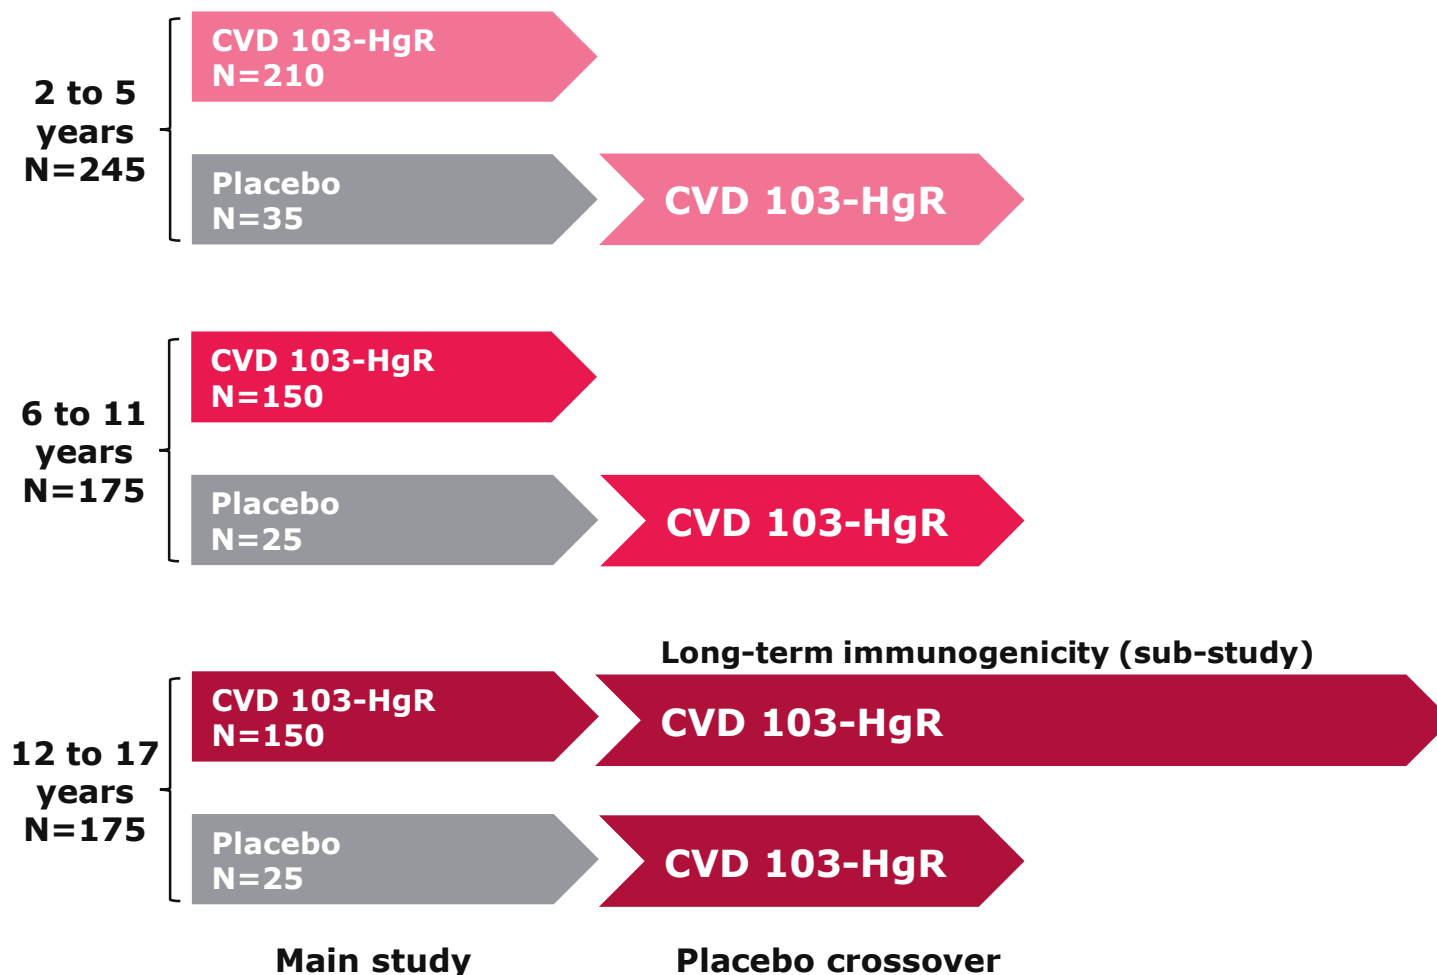 2 to 5
years
N=245
CVD 103-HgR
N=210
Placebo
N=35
CVD 103-HgR
6 to 11
years
N=175
CVD 103-HgR
N=150
Placebo
N=25
CVD 103-HgR
12 to 17
years
N=175
CVD 103-HgR
N=150
Long-term immunogenicity (sub-study)
CVD 103-HgR
Placebo
N=25
CVD 103-HgR
Main study
Placebo crossover